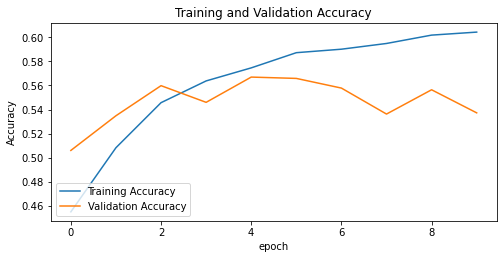 Training and Validation Accuracy
Accuracy
0.60
0.58
0.56
0.54
0.52
0.50
0.48
0.46
Training Accuracy
Validation Accuracy
0
2
4
6
8
epoch